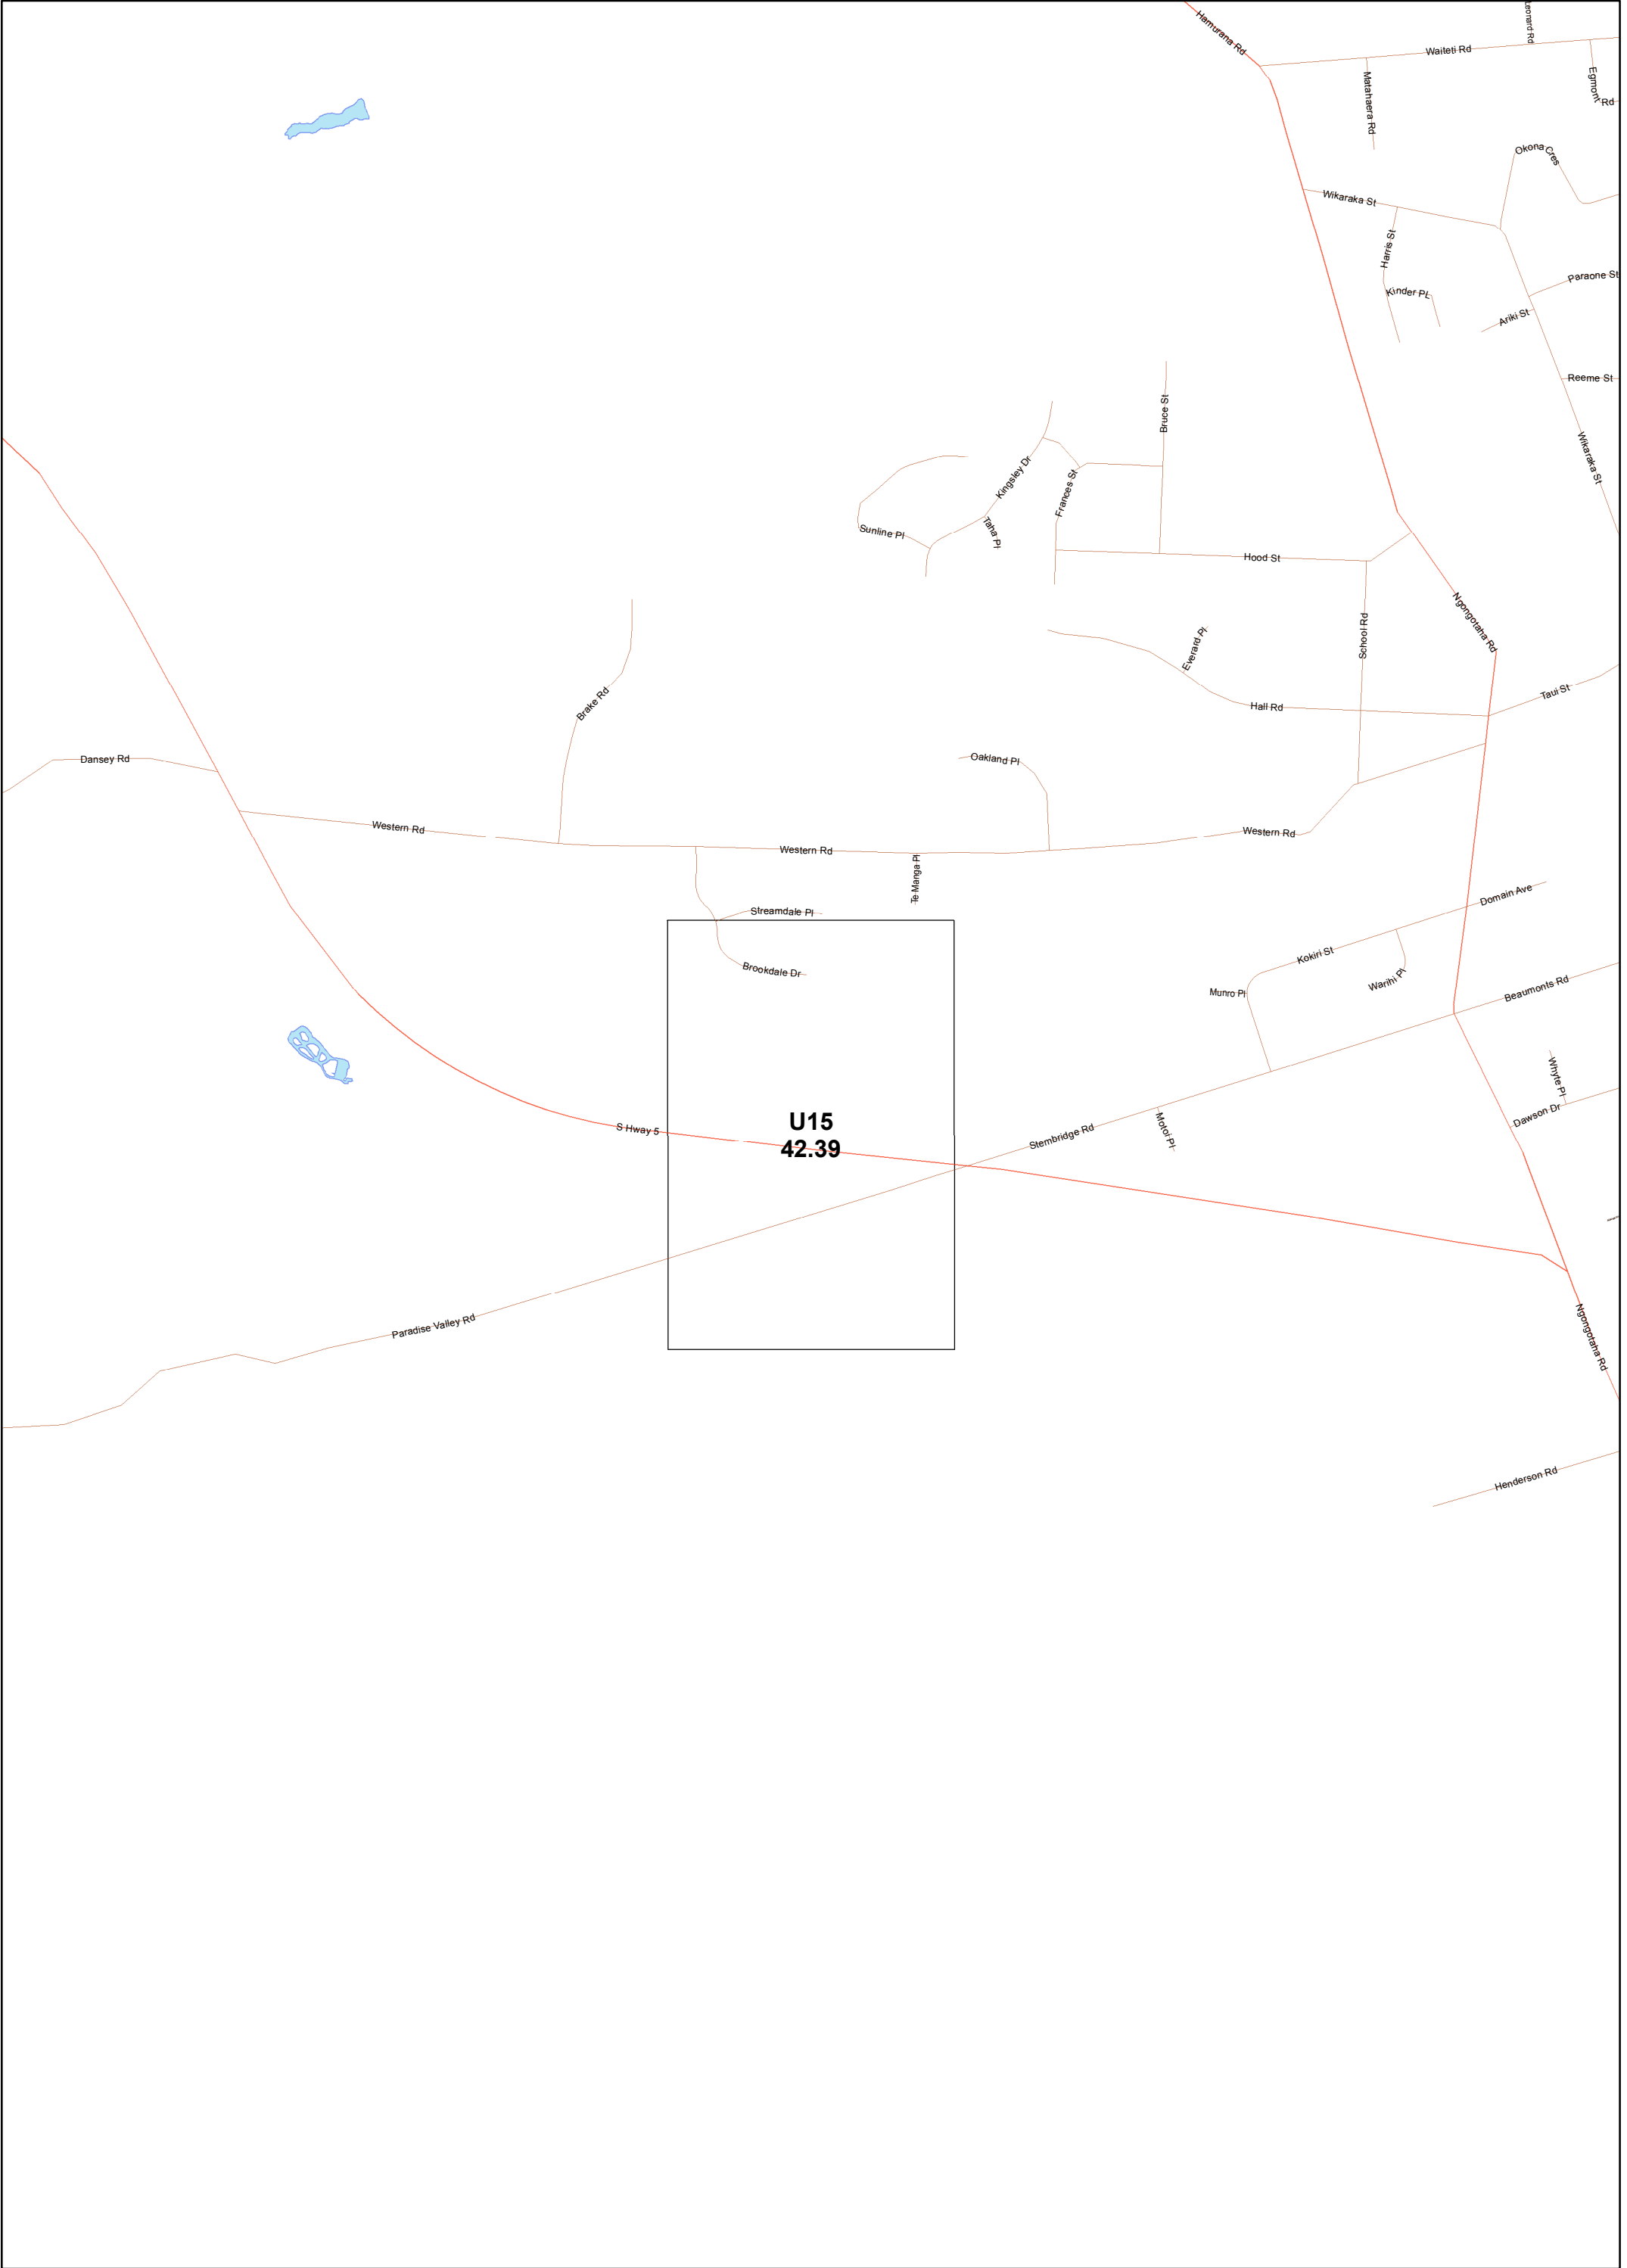 Hamurana Rd
Leonard Rd
Waiteti Rd
Matahaera Rd
Egmont Rd
Okona Cres
Wikaraka St
Harris St
Kinder PL
Paraone St
Ariki St
Reeme St
Wikaraka St
Bruce St
Kingsley Dr
Frances St
Taha Pl
Sunline Pl
Hood St
Ngongotaha Rd
School Rd
Everard Pl
Brake Rd
Taui St
Hall Rd
Dansey Rd
Oakland Pl
Western Rd
Western Rd
Western Rd
Te Manga Pl
Domain Ave
Streamdale Pl
Kokiri St
Brookdale Dr
Warihi Pl
Munro Pl
Beaumonts Rd
Whyte Pl
Dawson Dr
U15
42.39
S Hway 5
Stembridge Rd
Motoi Pl
Paradise Valley Rd
Ngongotaha Rd
Henderson Rd